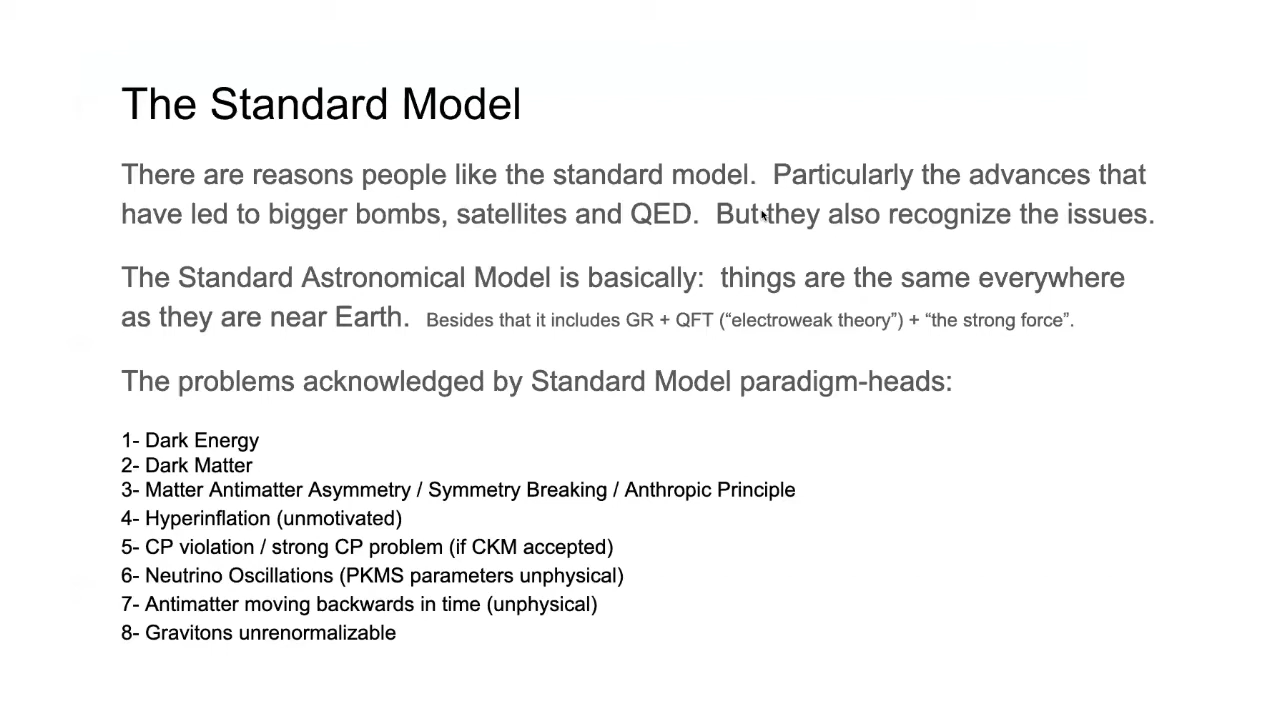 The Standard Model
There are reasons people like the standard model.  Particularly the advances that
have led to bigger bombs, satellites and QED.  But they also recognize the issues.
The Standard Astronomical Model is basically:  things are the same everywhere
as they are near Earth.  Besides that it includes GR + QFT (“electroweak theory”) + “the strong force”.
The problems acknowledged by Standard Model paradigm-heads:
1- Dark Energy
2- Dark Matter
3- Matter Antimatter Asymmetry / Symmetry Breaking / Anthropic Principle
4- Hyperinflation (unmotivated)
5- CP violation / strong CP problem (if CKM accepted)
6- Neutrino Oscillations (PKMS parameters unphysical)
7- Antimatter moving backwards in time (unphysical)
8- Gravitons unrenormalizable